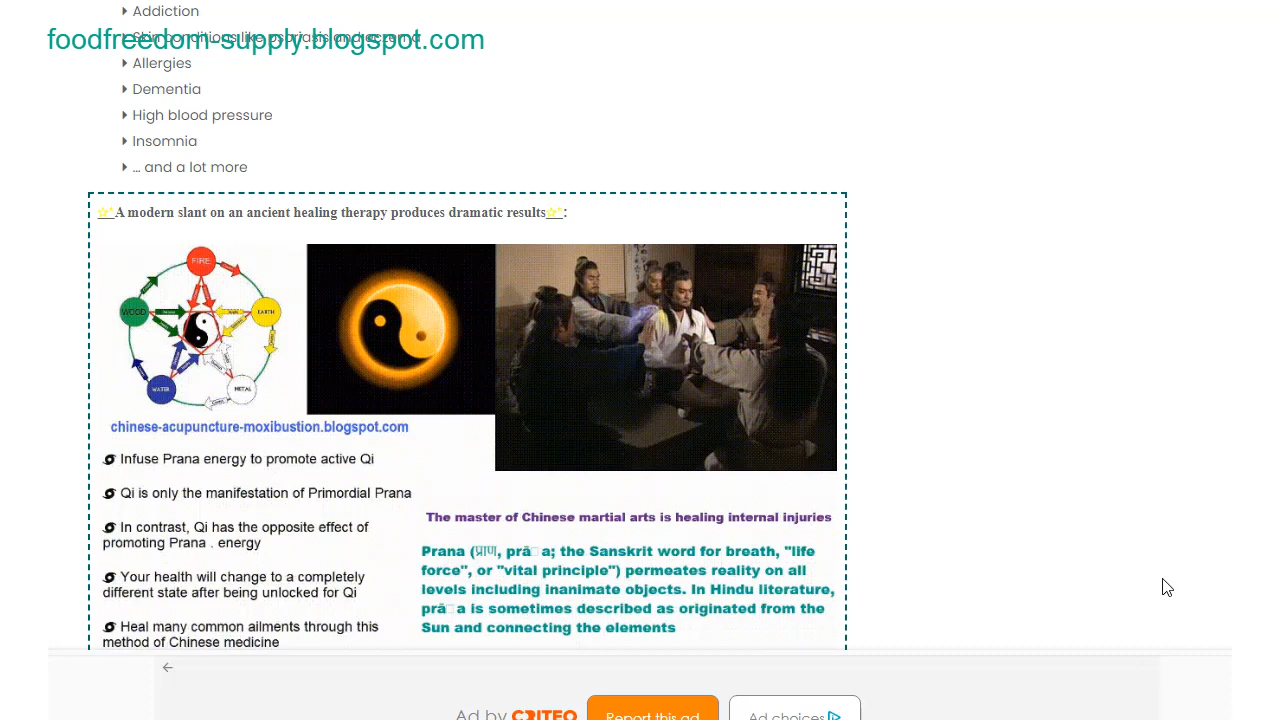 Addiction
foodfreedom-supply.blogspot.com
Skin conditions like psoriasis and eczema
Allergies
Dementia
High blood pressure
Insomnia
... and a lot more
A modern slant on an ancient healing therapy produces dramatic results :
FIRE
WOOD
EARTH
WATER
METAL
chinese-acupuncture-moxibustion.blogspot.com
Infuse Prana energy to promote active Qi
Qi is only the manifestation of Primordial Prana
In contrast, Qi has the opposite effect of
promoting Prana . energy
Your health will change to a completely
different state after being unlocked for Qi
Heal many common ailments through this
method of Chinese medicine
The master of Chinese martial arts is healing internal injuries
Prana (प्राण, prā□a; the Sanskrit word for breath, "life
force", or "vital principle") permeates reality on all
levels including inanimate objects. In Hindu literature,
prā□a is sometimes described as originated from the
Sun and connecting the elements
Ad by CRITEO
Report this ad
Ad choices